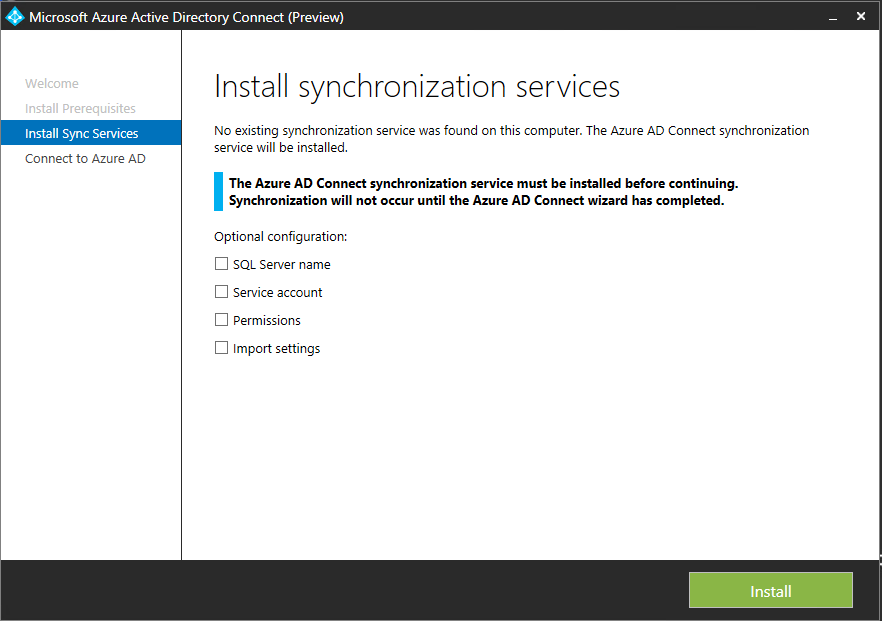 Microsoft Azure Active Directory Connect (Preview)
Welcome
Install Prerequisites
Install Sync Services
Connect to Azure AD
Install synchronization services
No existing synchronization service was found on this computer. The Azure AD Connect synchronization
service will be installed.
The Azure AD Connect synchronization service must be installed before continuing.
Synchronization will not occur until the Azure AD Connect wizard has completed.
Optional configuration:
SQL Server name
Service account
Permissions
Import settings
Install